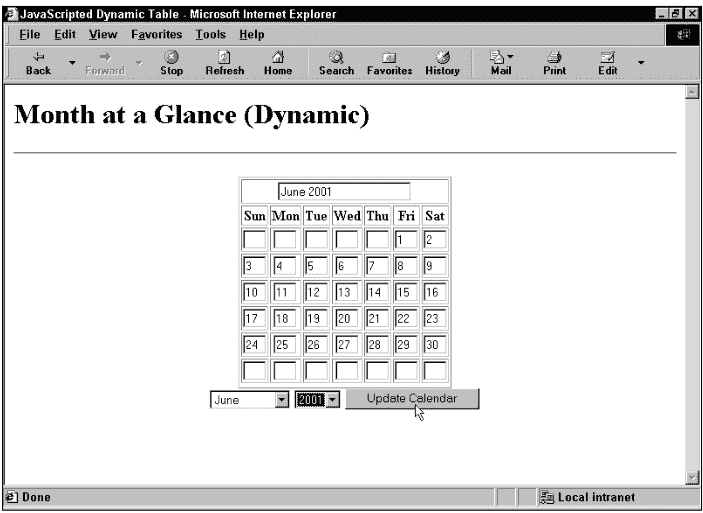 JavaScripted Dynamic Table - Microsoft Internet Explorer
File Edit View Favorites Tools Help
Back Forward Stop Refresh Home Search Favorites History Mail Print Edit
Month at a Glance (Dynamic)
June 2001
Sun Mon Tue Wed Thu Fri Sat
1 2
3 4 5 6 7 8 9
10 11 12 13 14 15 16
17 18 19 20 21 22 23
24 25 26 27 28 29 30
June 2001 Update Calendar
Done Local intranet